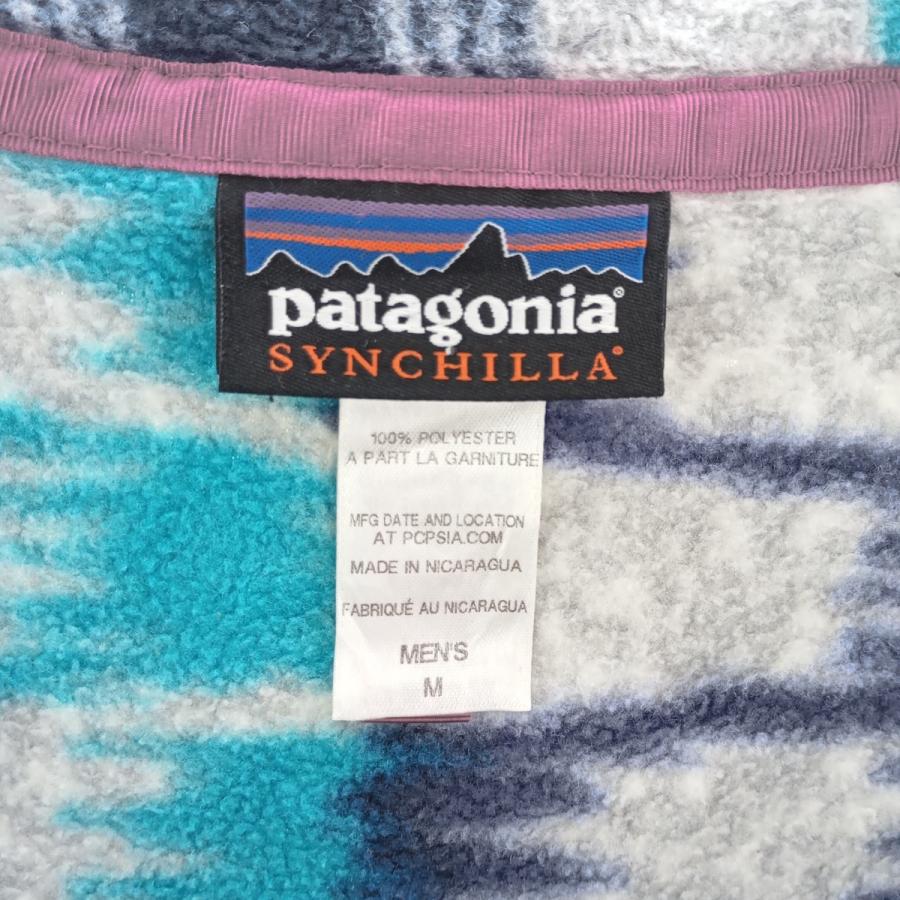 patagonia®
SYNCHILLA®
100% POLYESTER
A PART LA GARNITURE
MFG DATE AND LOCATION
AT PCPSIA.COM
MADE IN NICARAGUA
FABRIQUÉ AU NICARAGUA
MEN'S
M